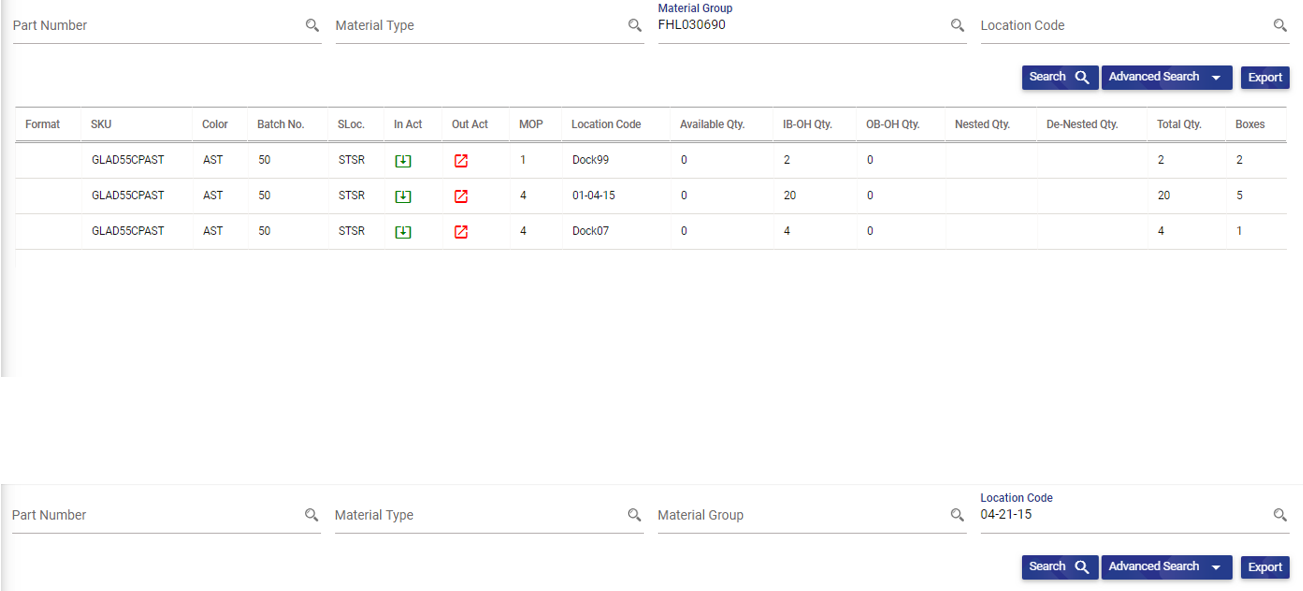 Part Number
Material Type
Material Group
FHL030690
Location Code
Search
Advanced Search
Export
Format SKU Color Batch No. SLoc. In Act Out Act MOP Location Code Available Qty. IB-OH Qty. OB-OH Qty. Nested Qty. De-Nested Qty. Total Qty. Boxes
GLAD55CPAST AST 50 STSR 1 Dock99 0 2 0 2 2
GLAD55CPAST AST 50 STSR 4 01-04-15 0 20 0 20 5
GLAD55CPAST AST 50 STSR 4 Dock07 0 4 0 4 1
Part Number
Material Type
Material Group
Location Code
04-21-15
Search
Advanced Search
Export